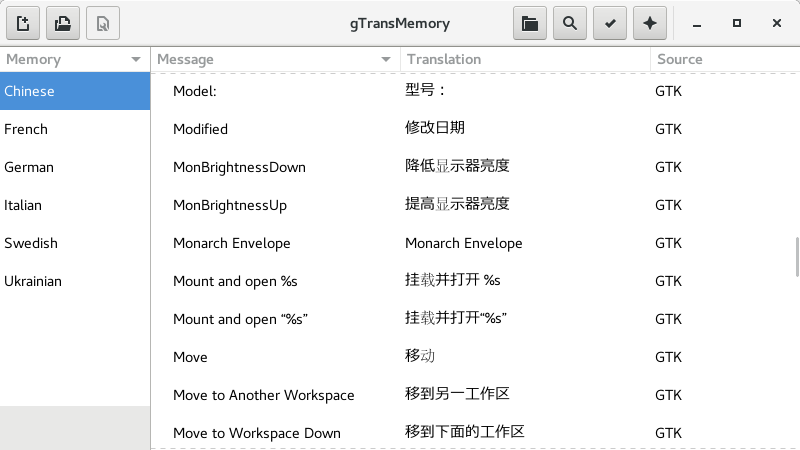 gTransMemory
Memory Message Translation Source
Chinese Model: 型号： GTK
French Modified 修改日期 GTK
German MonBrightnessDown 降低显示器亮度 GTK
Italian MonBrightnessUp 提高显示器亮度 GTK
Swedish Monarch Envelope Monarch Envelope GTK
Ukrainian Mount and open %s 挂载并打开 %s GTK
Mount and open “%s” 挂载并打开“%s” GTK
Move 移动 GTK
Move to Another Workspace 移到另一工作区 GTK
Move to Workspace Down 移到下面的工作区 GTK